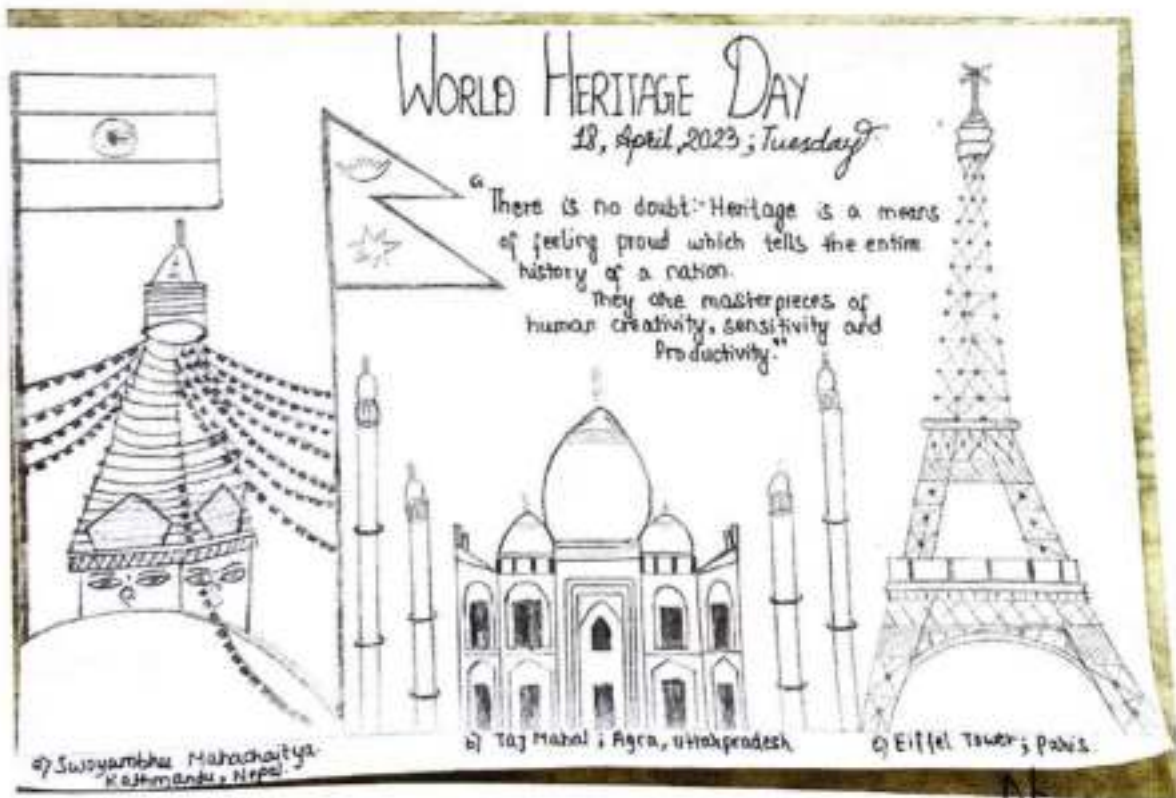 WORLD HERITAGE DAY
18, April, 2023 ; Tuesday
"There is no doubt:- Heritage is a means
of feeling proud which tells the entire
history of a nation.
They are masterpieces of
human creativity, sensitivity and
Productivity."
a) Swoyambhu Mahachaitya
Kathmandu, Nepal.
b) Taj Mahal ; Agra, Uttrakpradesh
c) Eiffel Tower ; Paris.